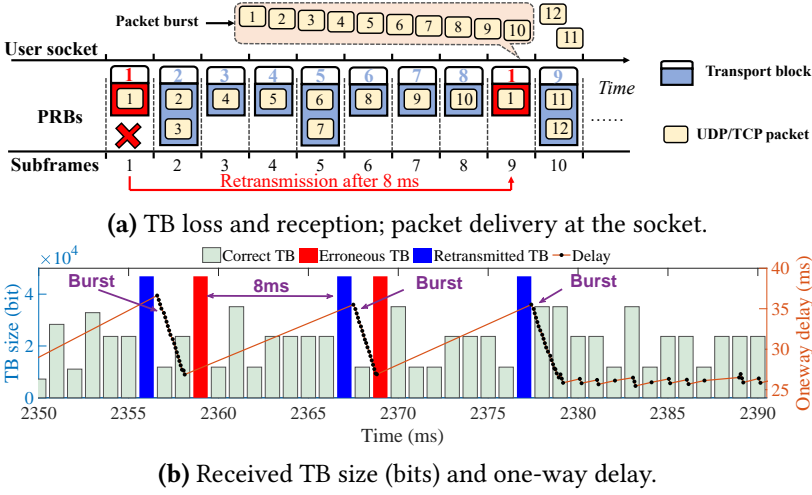 Packet burst
1 2 3 4 5 6 7 8 9 10
12
11
User socket
1 2 3 4 5 6 7 8 1 9
Time
Transport block
PRBs
1 2 4 5 6 8 9 10 1 11
3 7 12
......
UDP/TCP packet
Subframes 1 2 3 4 5 6 7 8 9 10
Retransmission after 8 ms
(a) TB loss and reception; packet delivery at the socket.
×10⁴
Correct TB Erroneous TB Retransmitted TB Delay
40
4
Burst
8ms
Burst
Burst
35
2
30
25
0
TB size (bit)
Oneway delay (ms)
2350 2355 2360 2365 2370 2375 2380 2385 2390
Time (ms)
(b) Received TB size (bits) and one-way delay.